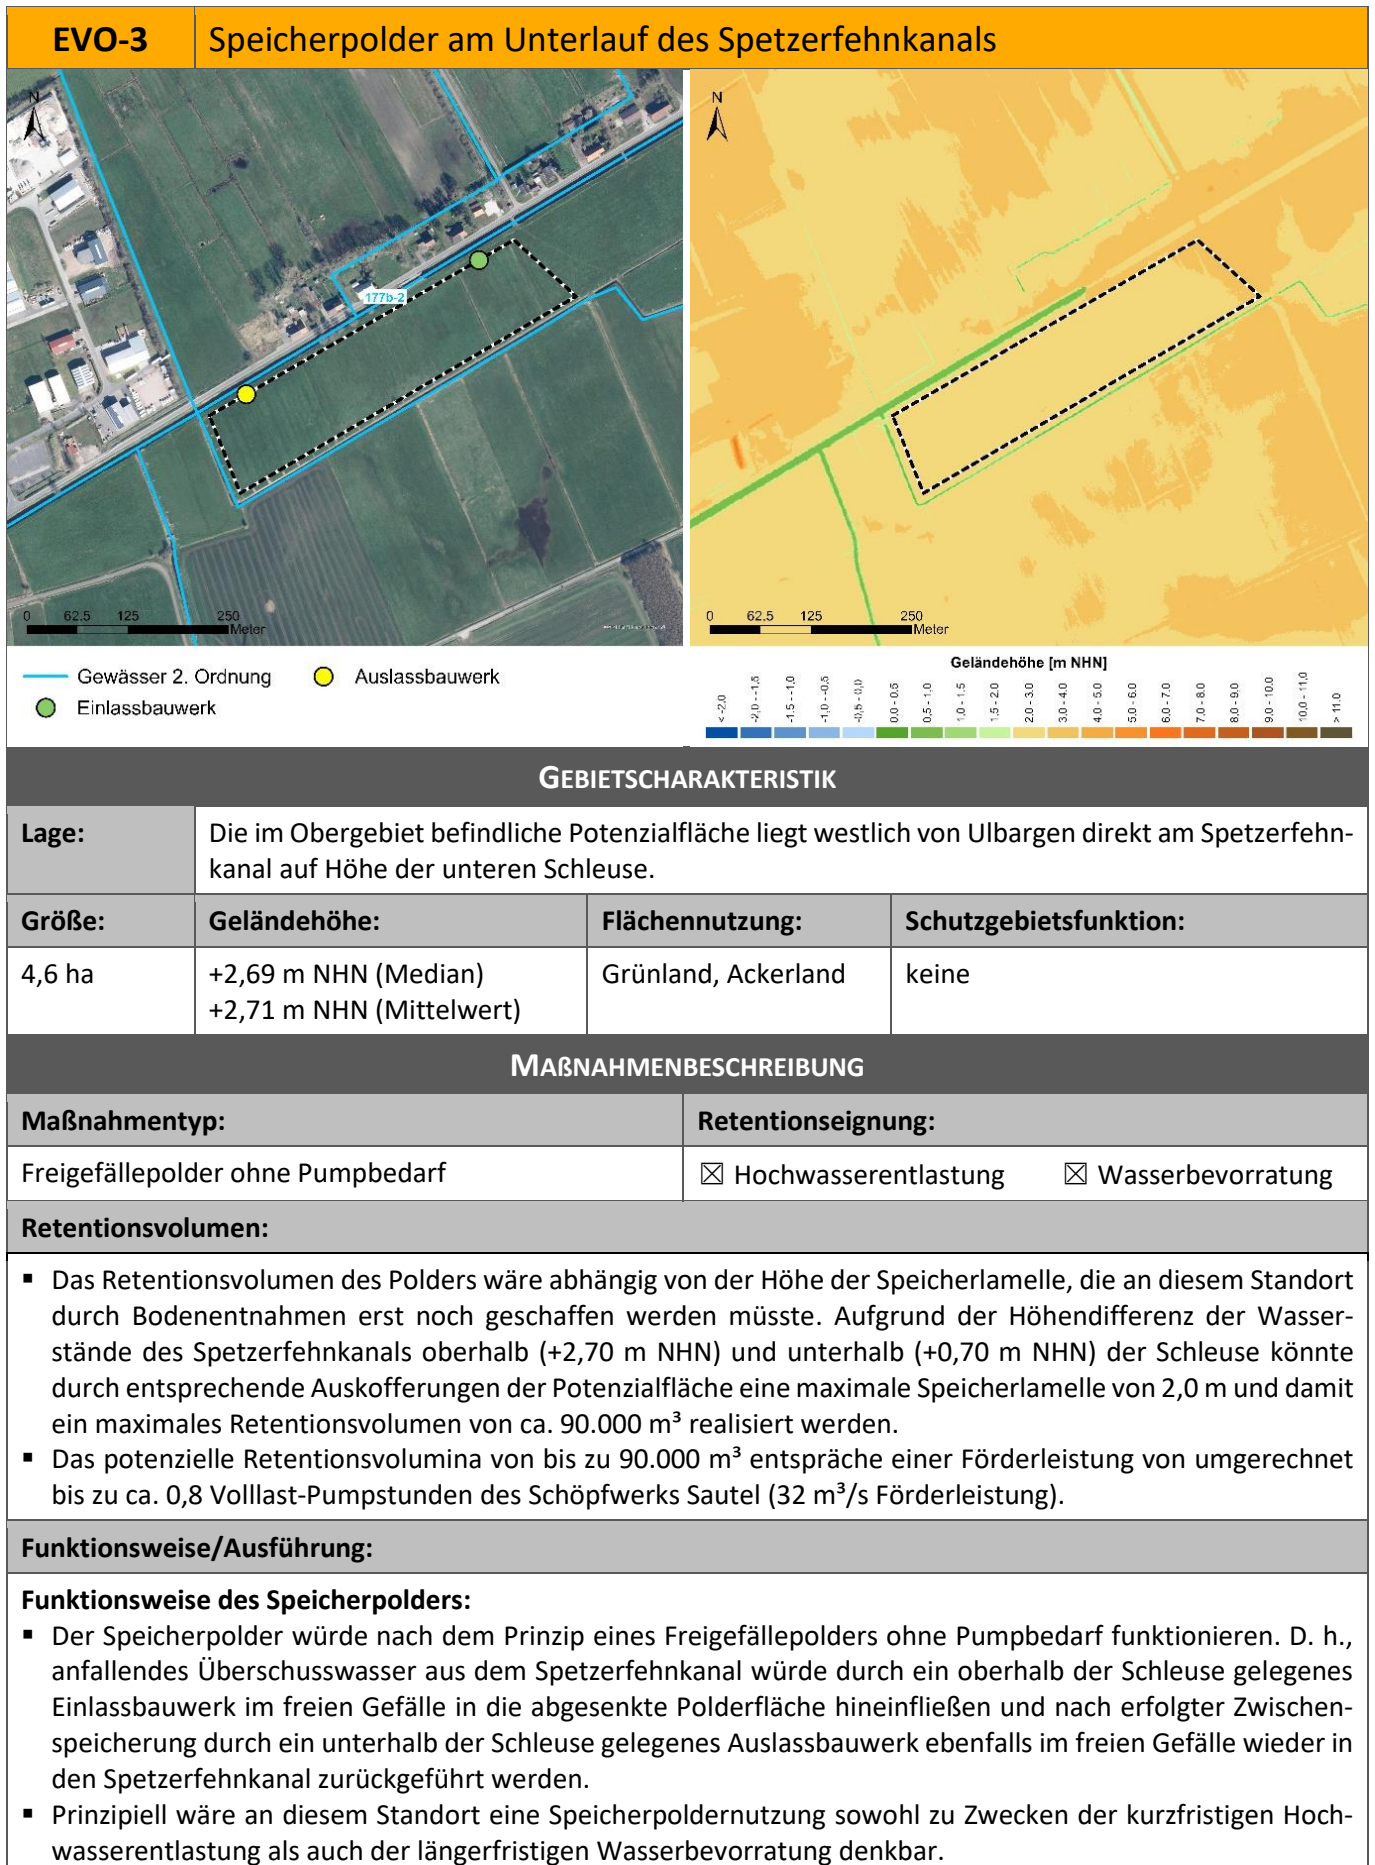 EVO-3 Speicherpolder am Unterlauf des Spetzerfehnkanals
N
177b-2
0 62.5 125 250
Meter
N
0 62.5 125 250
Meter
Gewässer 2. Ordnung Auslassbauwerk
Einlassbauwerk
Geländehöhe [m NHN]
< -2,0
-2,0 - -1,5
-1,5 - -1,0
-1,0 - -0,5
-0,5 - 0,0
0,0 - 0,5
0,5 - 1,0
1,0 - 1,5
1,5 - 2,0
2,0 - 3,0
3,0 - 4,0
4,0 - 5,0
5,0 - 6,0
6,0 - 7,0
7,0 - 8,0
8,0 - 9,0
9,0 - 10,0
10,0 - 11,0
> 11,0
GEBIETSCHARAKTERISTIK
Lage: Die im Obergebiet befindliche Potenzialfläche liegt westlich von Ulbargen direkt am Spetzerfehn-
kanal auf Höhe der unteren Schleuse.
Größe: Geländehöhe: Flächennutzung: Schutzgebietsfunktion:
4,6 ha +2,69 m NHN (Median) Grünland, Ackerland keine
+2,71 m NHN (Mittelwert)
MAßNAHMENBESCHREIBUNG
Maßnahmentyp: Retentionseignung:
Freigefällepolder ohne Pumpbedarf ☒ Hochwasserentlastung ☒ Wasserbevorratung
Retentionsvolumen:
▪ Das Retentionsvolumen des Polders wäre abhängig von der Höhe der Speicherlamelle, die an diesem Standort
durch Bodenentnahmen erst noch geschaffen werden müsste. Aufgrund der Höhendifferenz der Wasser-
stände des Spetzerfehnkanals oberhalb (+2,70 m NHN) und unterhalb (+0,70 m NHN) der Schleuse könnte
durch entsprechende Auskofferungen der Potenzialfläche eine maximale Speicherlamelle von 2,0 m und damit
ein maximales Retentionsvolumen von ca. 90.000 m³ realisiert werden.
▪ Das potenzielle Retentionsvolumina von bis zu 90.000 m³ entspräche einer Förderleistung von umgerechnet
bis zu ca. 0,8 Volllast-Pumpstunden des Schöpfwerks Sautel (32 m³/s Förderleistung).
Funktionsweise/Ausführung:
Funktionsweise des Speicherpolders:
▪ Der Speicherpolder würde nach dem Prinzip eines Freigefällepolders ohne Pumpbedarf funktionieren. D. h.,
anfallendes Überschusswasser aus dem Spetzerfehnkanal würde durch ein oberhalb der Schleuse gelegenes
Einlassbauwerk im freien Gefälle in die abgesenkte Polderfläche hineinfließen und nach erfolgter Zwischen-
speicherung durch ein unterhalb der Schleuse gelegenes Auslassbauwerk ebenfalls im freien Gefälle wieder in
den Spetzerfehnkanal zurückgeführt werden.
▪ Prinzipiell wäre an diesem Standort eine Speicherpoldernutzung sowohl zu Zwecken der kurzfristigen Hoch-
wasserentlastung als auch der längerfristigen Wasserbevorratung denkbar.